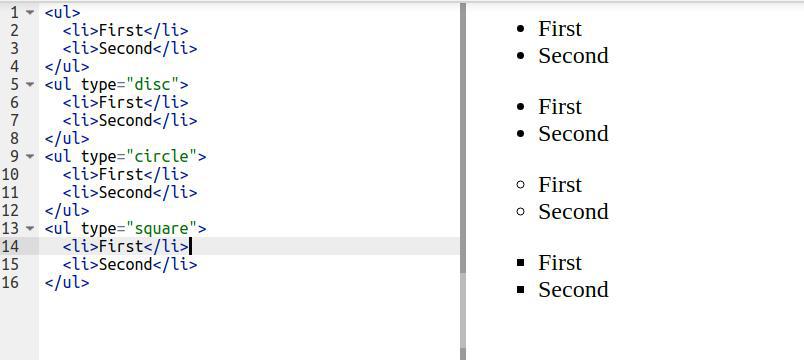 1 <ul>
2   <li>First</li>
3   <li>Second</li>
4 </ul>
5 <ul type="disc">
6   <li>First</li>
7   <li>Second</li>
8 </ul>
9 <ul type="circle">
10   <li>First</li>
11   <li>Second</li>
12 </ul>
13 <ul type="square">
14   <li>First</li>
15   <li>Second</li>
16 </ul>
• First
• Second
• First
• Second
○ First
○ Second
▪ First
▪ Second